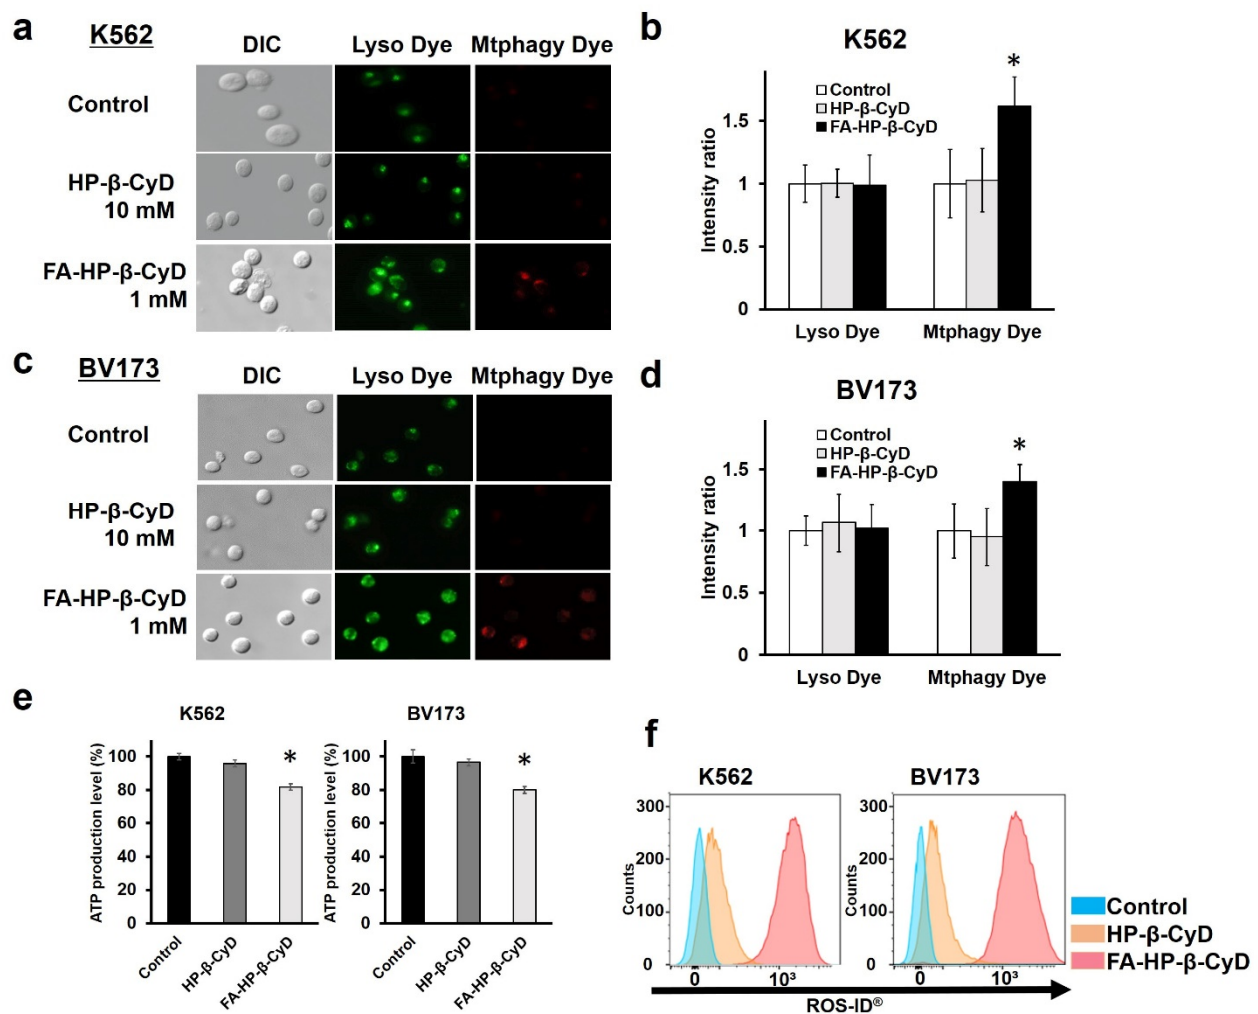 a
K562
DIC
Lyso Dye
Mtphagy Dye
Control
HP-β-CyD
10 mM
FA-HP-β-CyD
1 mM
b
K562
Control
HP-β-CyD
FA-HP-β-CyD
*
Intensity ratio
1.5
1
0.5
0
Lyso Dye
Mtphagy Dye
c
BV173
DIC
Lyso Dye
Mtphagy Dye
Control
HP-β-CyD
10 mM
FA-HP-β-CyD
1 mM
d
BV173
Control
HP-β-CyD
FA-HP-β-CyD
*
Intensity ratio
1.5
1
0.5
0
Lyso Dye
Mtphagy Dye
e
K562
ATP production level (%)
100
80
60
40
20
0
*
Control
HP-β-CyD
FA-HP-β-CyD
BV173
ATP production level (%)
100
80
60
40
20
0
*
Control
HP-β-CyD
FA-HP-β-CyD
f
K562
Counts
300
200
100
0
0
10³
BV173
Counts
300
200
100
0
0
10³
ROS-ID®
Control
HP-β-CyD
FA-HP-β-CyD